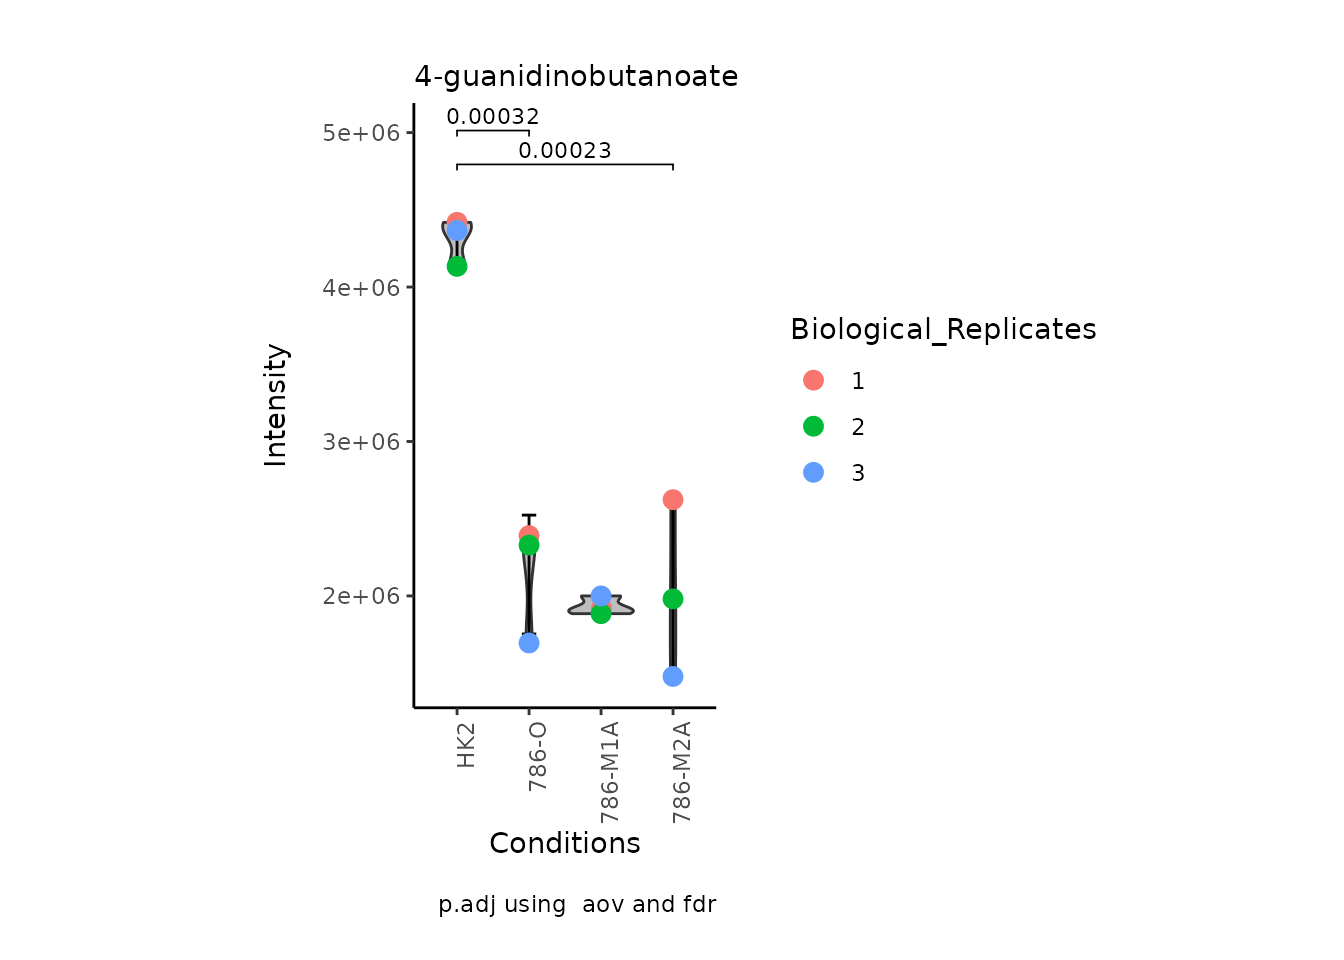 4-guanidinobutanoate
0.00032
0.00023
5e+06
4e+06
3e+06
2e+06
Intensity
HK2
786-O
786-M1A
786-M2A
Conditions
p.adj using  aov and fdr
Biological_Replicates
1
2
3